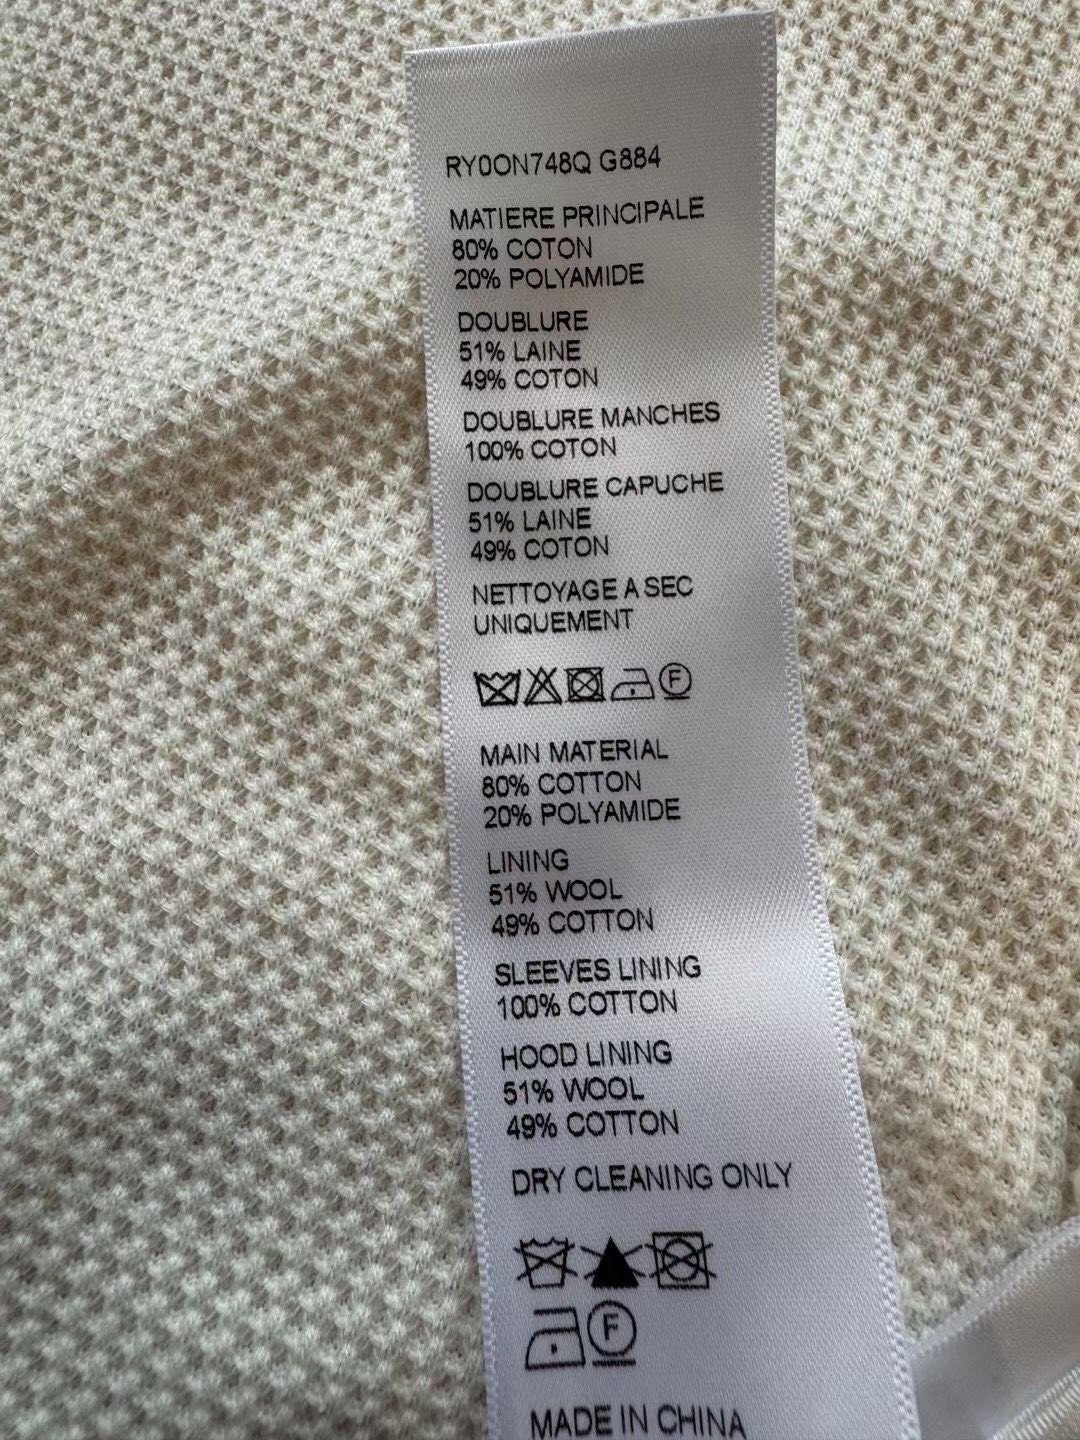 RY0ON748Q G884
MATIERE PRINCIPALE
80% COTON
20% POLYAMIDE
DOUBLURE
51% LAINE
49% COTON
DOUBLURE MANCHES
100% COTON
DOUBLURE CAPUCHE
51% LAINE
49% COTON
NETTOYAGE A SEC
UNIQUEMENT
F
MAIN MATERIAL
80% COTTON
20% POLYAMIDE
LINING
51% WOOL
49% COTTON
SLEEVES LINING
100% COTTON
HOOD LINING
51% WOOL
49% COTTON
DRY CLEANING ONLY
F
MADE IN CHINA